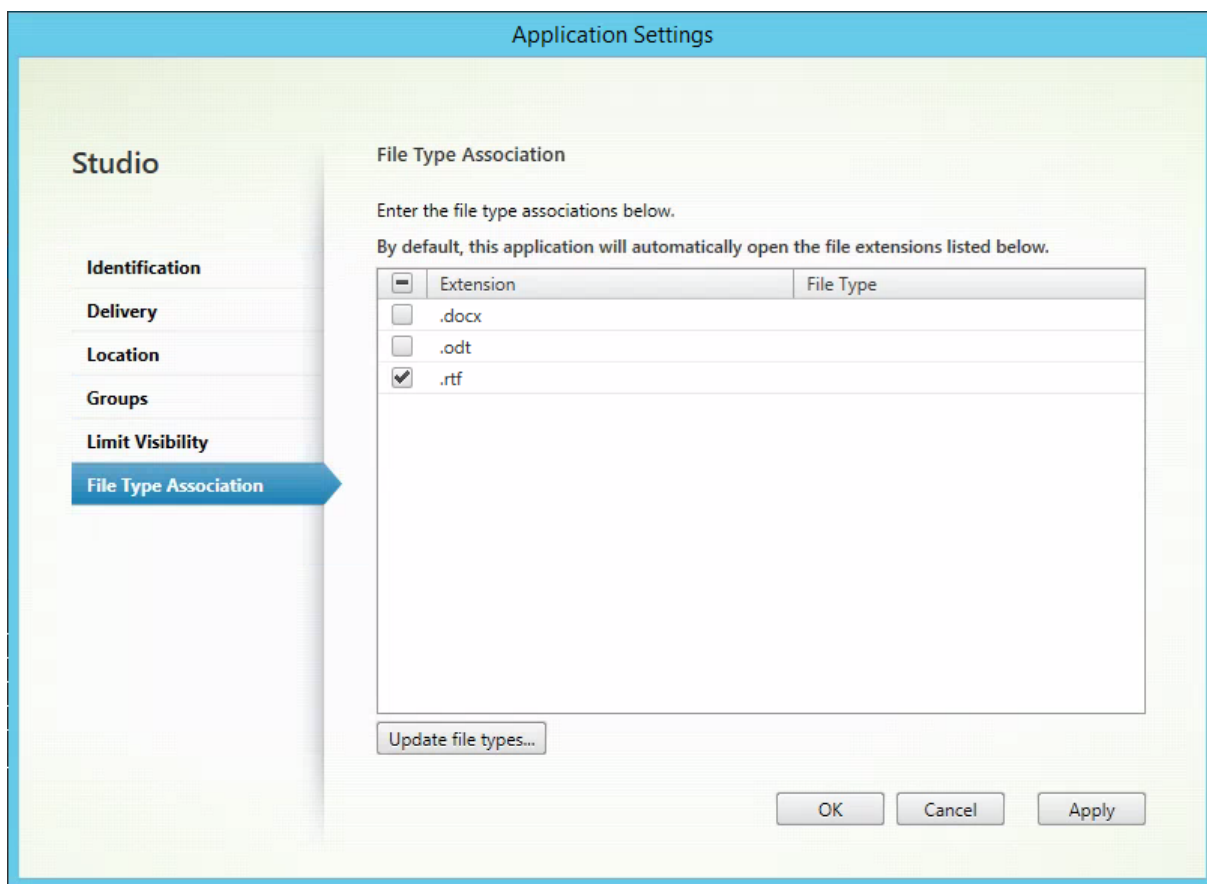 Application Settings
Studio
Identification
Delivery
Location
Groups
Limit Visibility
File Type Association
File Type Association
Enter the file type associations below.
By default, this application will automatically open the file extensions listed below.
Extension File Type
.docx
.odt
.rtf
Update file types...
OK Cancel Apply